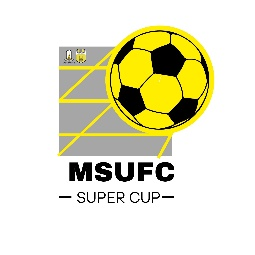 MSUFC
— SUPER CUP —